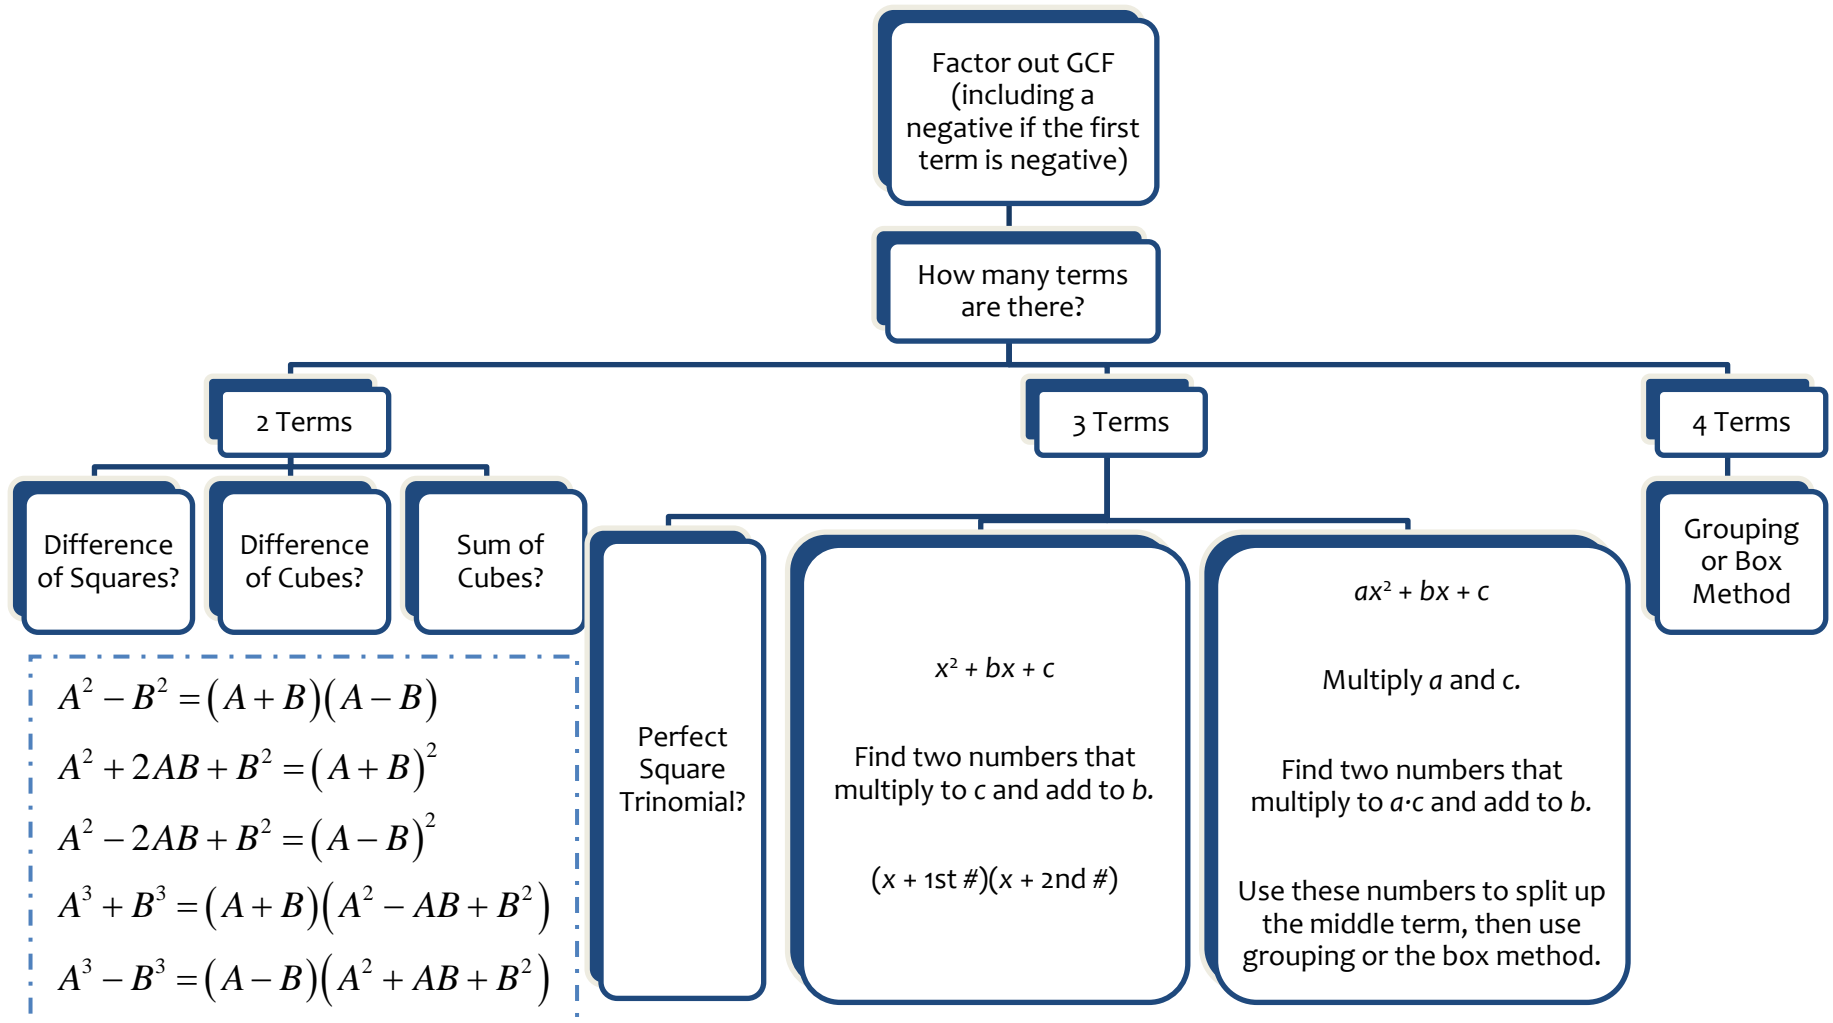 Factor out GCF
(including a
negative if the first
term is negative)
How many terms
are there?
2 Terms
3 Terms
4 Terms
Difference
of Squares?
Difference
of Cubes?
Sum of
Cubes?
Perfect
Square
Trinomial?
x² + bx + c
Find two numbers that
multiply to c and add to b.
(x + 1st #)(x + 2nd #)
ax² + bx + c
Multiply a and c.
Find two numbers that
multiply to a·c and add to b.
Use these numbers to split up
the middle term, then use
grouping or the box method.
Grouping
or Box
Method
A² − B² = (A + B)(A − B)
A² + 2AB + B² = (A + B)²
A² − 2AB + B² = (A − B)²
A³ + B³ = (A + B)(A² − AB + B²)
A³ − B³ = (A − B)(A² + AB + B²)